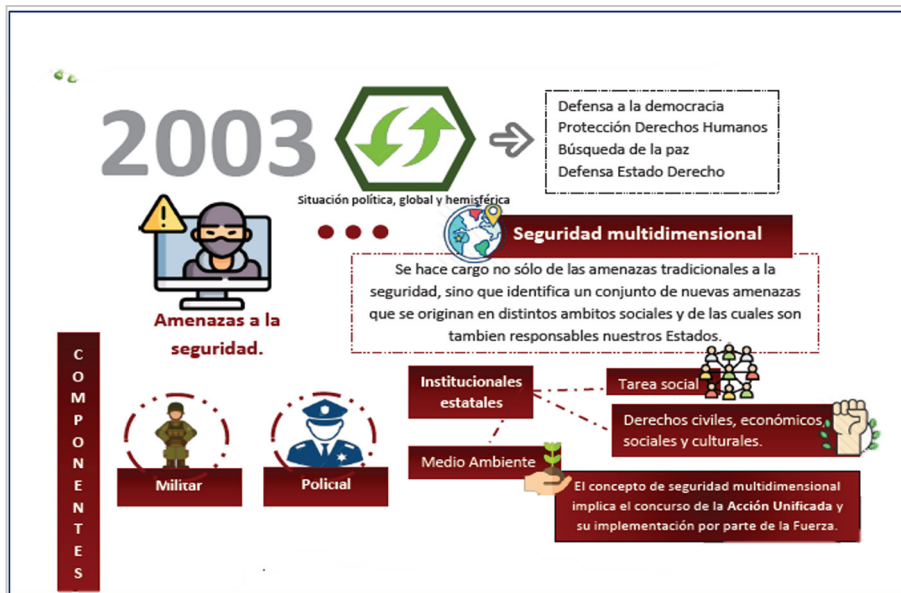 2003
Situación política, global y hemisférica
Defensa a la democracia
Protección Derechos Humanos
Búsqueda de la paz
Defensa Estado Derecho
Amenazas a la
seguridad.
Seguridad multidimensional
Se hace cargo no sólo de las amenazas tradicionales a la
seguridad, sino que identifica un conjunto de nuevas amenazas
que se originan en distintos ambitos sociales y de las cuales son
tambien responsables nuestros Estados.
COMPONENTES
Militar
Policial
Institucionales
estatales
Tarea social
Derechos civiles, económicos
sociales y culturales.
Medio Ambiente
El concepto de seguridad multidimensional
implica el concurso de la Acción Unificada y
su implementación por parte de la Fuerza.